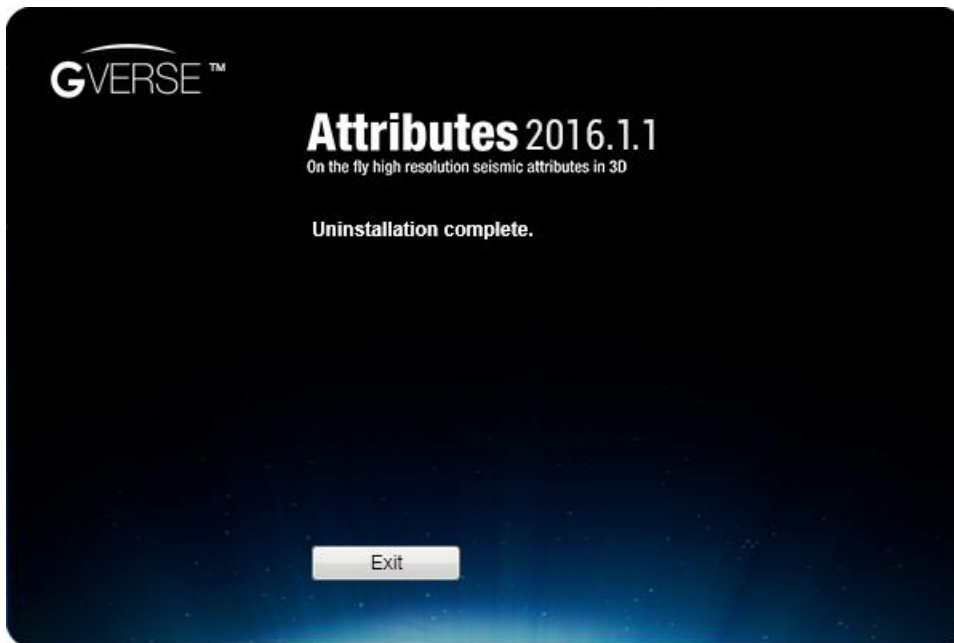 GVERSE™
Attributes 2016.1.1
On the fly high resolution seismic attributes in 3D
Uninstallation complete.
Exit